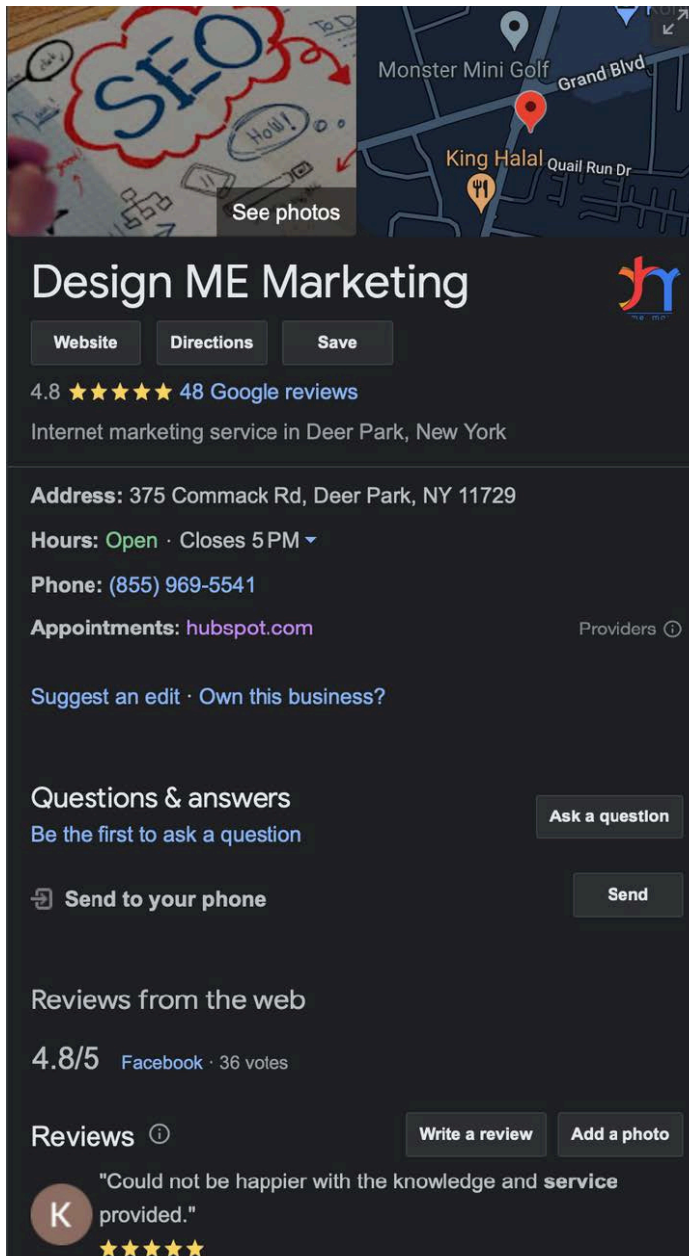 SEO
HOW!
See photos
Monster Mini Golf
Grand Blvd
King Halal
Quail Run Dr
Design ME Marketing
Website
Directions
Save
4.8
48 Google reviews
Internet marketing service in Deer Park, New York
Address: 375 Commack Rd, Deer Park, NY 11729
Hours: Open · Closes 5 PM
Phone: (855) 969-5541
Appointments: hubspot.com
Providers
Suggest an edit · Own this business?
Questions & answers
Be the first to ask a question
Ask a question
Send to your phone
Send
Reviews from the web
4.8/5 Facebook · 36 votes
Reviews
Write a review
Add a photo
K
"Could not be happier with the knowledge and service
provided."